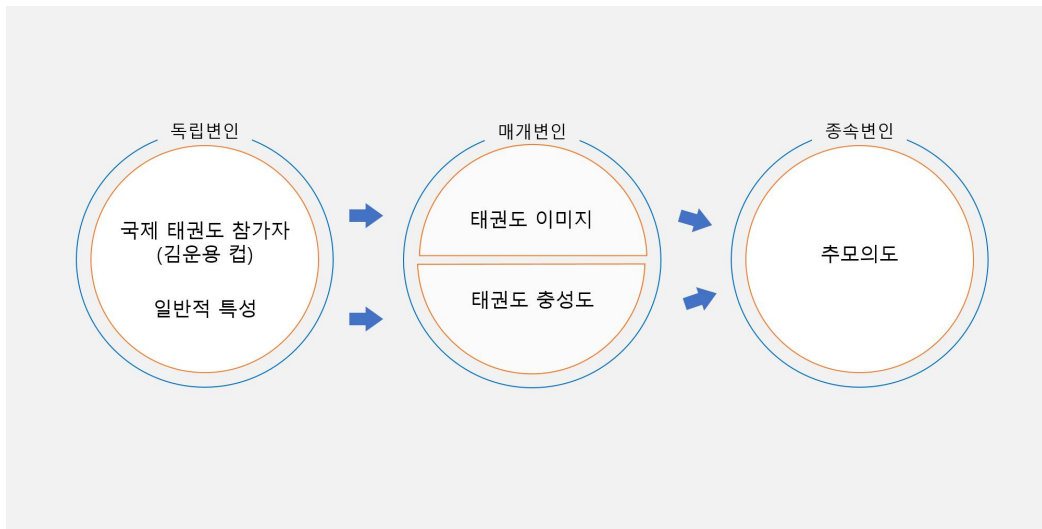 독립변인
국제 태권도 참가자
(김운용 컵)
일반적 특성
매개변인
태권도 이미지
태권도 충성도
종속변인
추모의도